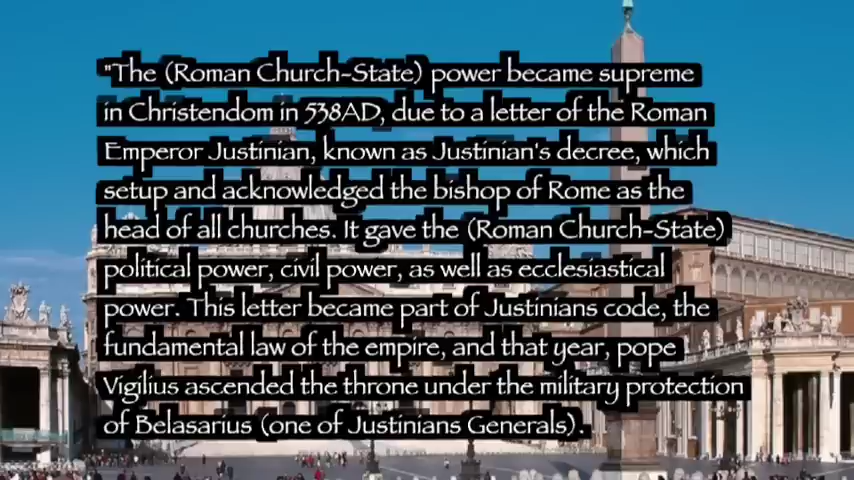 "The (Roman Church-State) power became supreme
in Christendom in 538AD, due to a letter of the Roman
Emperor Justinian, known as Justinian's decree, which
setup and acknowledged the bishop of Rome as the
head of all churches. It gave the (Roman Church-State)
political power, civil power, as well as ecclesiastical
power. This letter became part of Justinians code, the
fundamental law of the empire, and that year, pope
Vigilius ascended the throne under the military protection
of Belasarius (one of Justinians Generals).